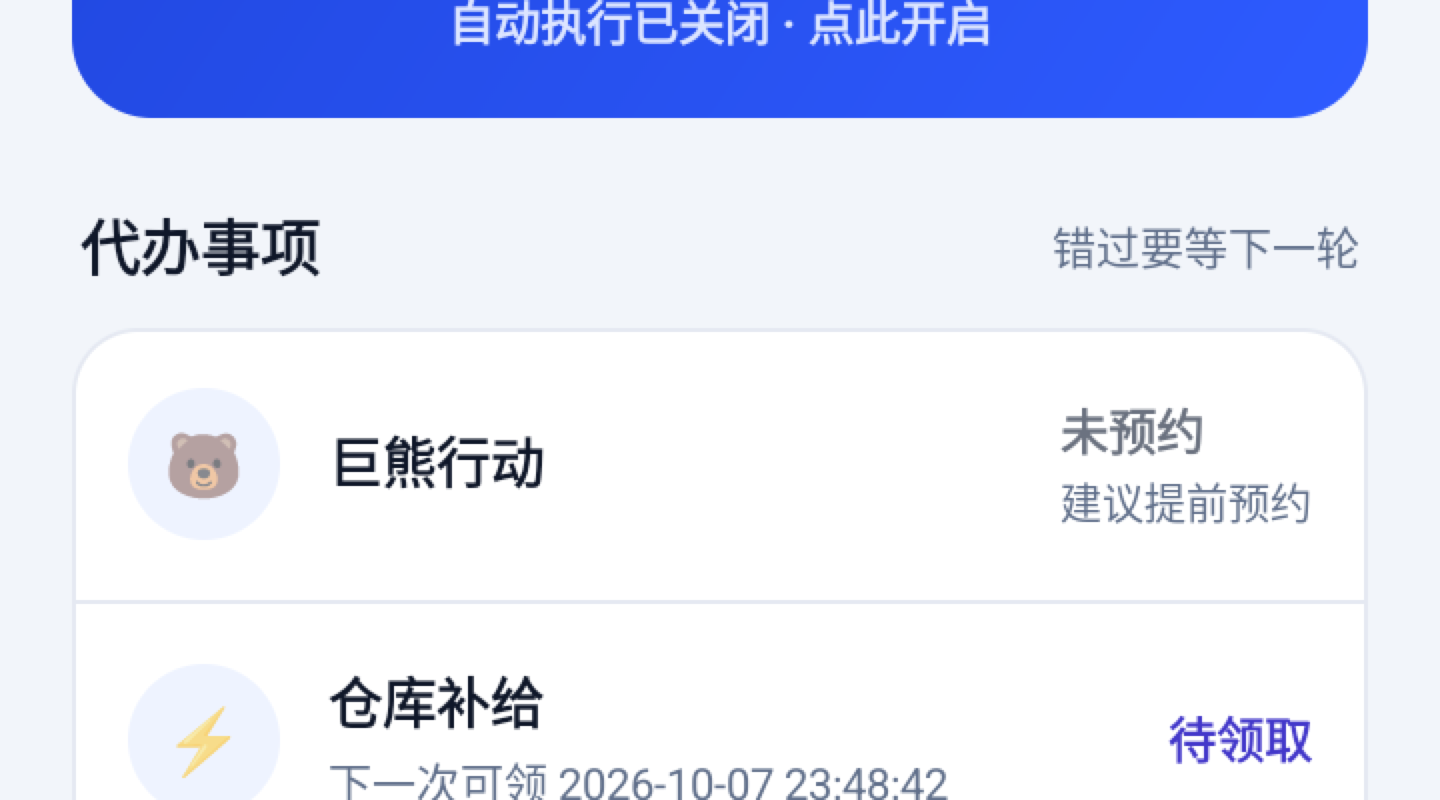 自动执行已关闭 · 点此开启
代办事项
错过要等下一轮
巨熊行动
未预约
建议提前预约
仓库补给
待领取
下一次可领 2026-10-07 23:48:42